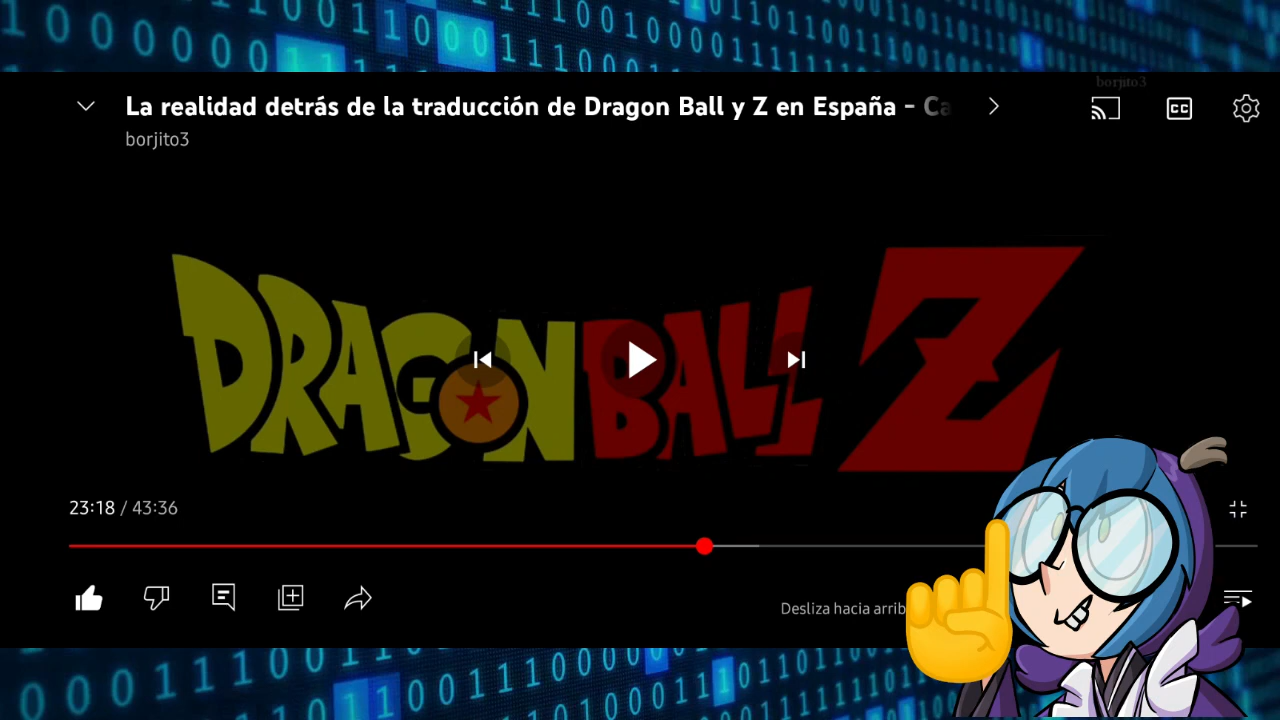 borjito3
La realidad detrás de la traducción de Dragon Ball y Z en España - Ca
CC
borjito3
DRAGON BALL Z
23:18 / 43:36
Desliza hacia arrib